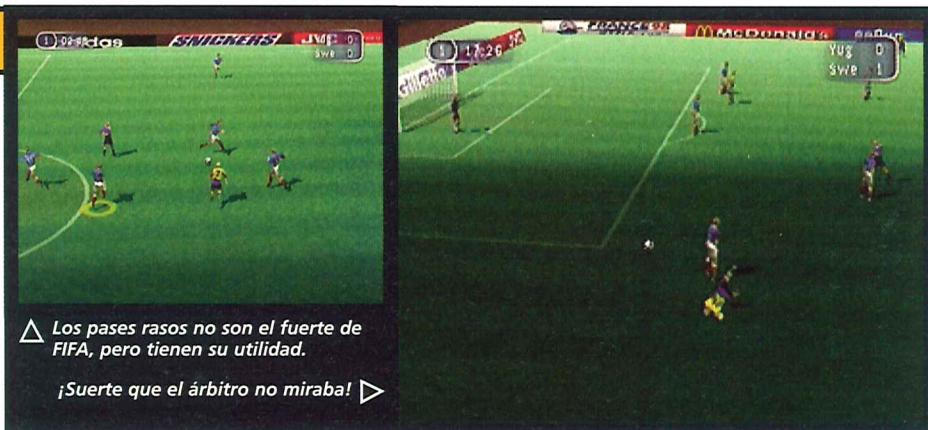 1 02:08 das SNICKERS JVC
Yug 0
Swe 0
△ Los pases rasos no son el fuerte de
FIFA, pero tienen su utilidad.
¡Suerte que el árbitro no miraba! ▷
FRANCE 98 McDonald's
1 17:26
Yug 0
Swe 1
Gillette